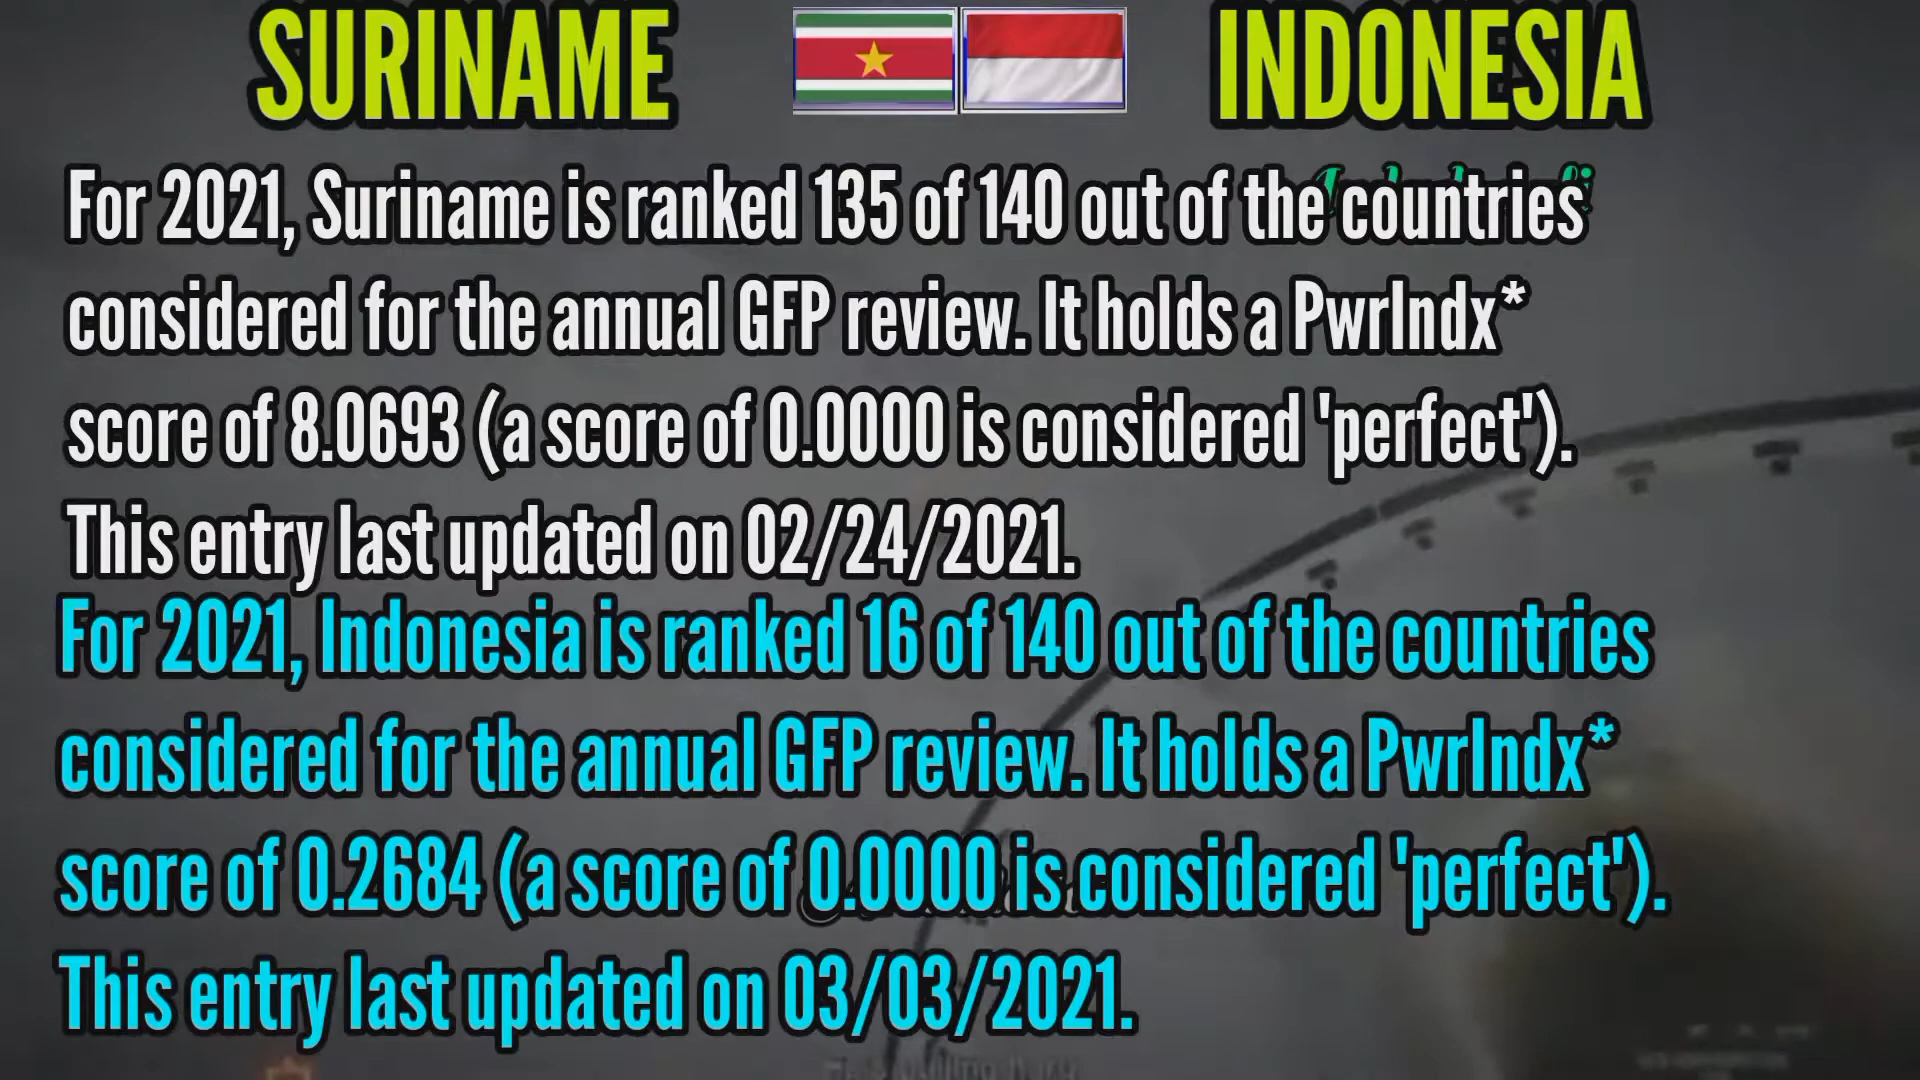 SURINAME INDONESIA
For 2021, Suriname is ranked 135 of 140 out of the countries
considered for the annual GFP review. It holds a PwrIndx*
score of 8.0693 (a score of 0.0000 is considered 'perfect').
This entry last updated on 02/24/2021.
For 2021, Indonesia is ranked 16 of 140 out of the countries
considered for the annual GFP review. It holds a PwrIndx*
score of 0.2684 (a score of 0.0000 is considered 'perfect').
This entry last updated on 03/03/2021.